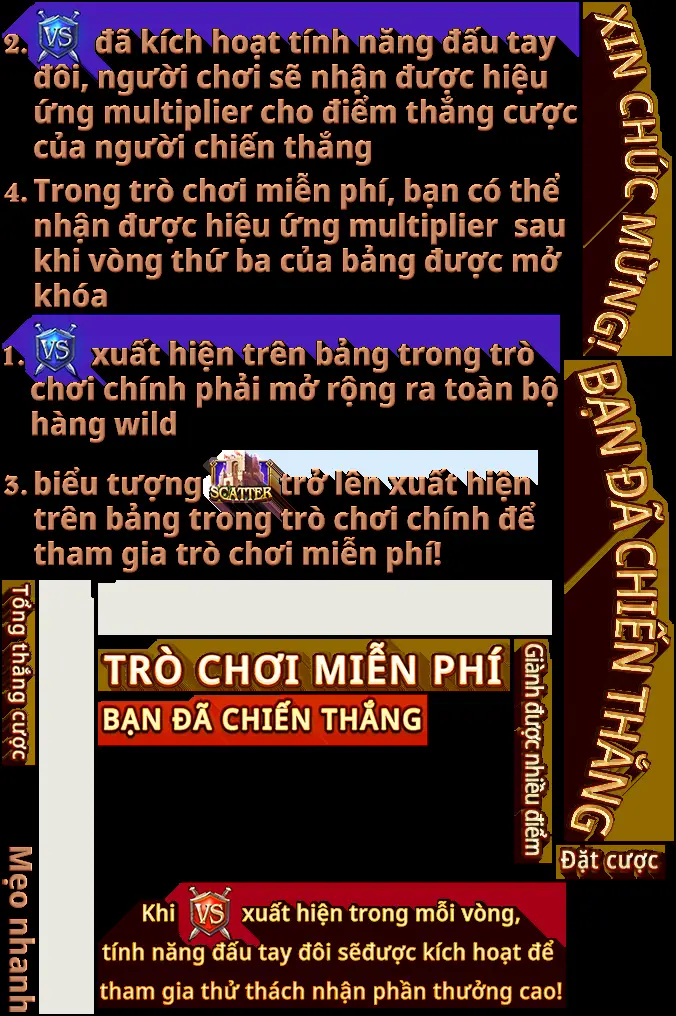 2. VS đã kích hoạt tính năng đấu tay
đôi, người chơi sẽ nhận được hiệu
ứng multiplier cho điểm thắng cược
của người chiến thắng
4. Trong trò chơi miễn phí, bạn có thể
nhận được hiệu ứng multiplier sau
khi vòng thứ ba của bảng được mở
khóa
1. VS xuất hiện trên bảng trong trò
chơi chính phải mở rộng ra toàn bộ
hàng wild
3. biểu tượng SCATTER trở lên xuất hiện
trên bảng trong trò chơi chính để
tham gia trò chơi miễn phí!
XIN CHÚC MỪNG!
BẠN ĐÃ CHIẾN THẮNG
Tổng thắng cược
TRÒ CHƠI MIỄN PHÍ
BẠN ĐÃ CHIẾN THẮNG
Giành được nhiều điểm
Đặt cược
Mẹo nhanh
Khi VS xuất hiện trong mỗi vòng,
tính năng đấu tay đôi sẽđược kích hoạt để
tham gia thử thách nhận phần thưởng cao!